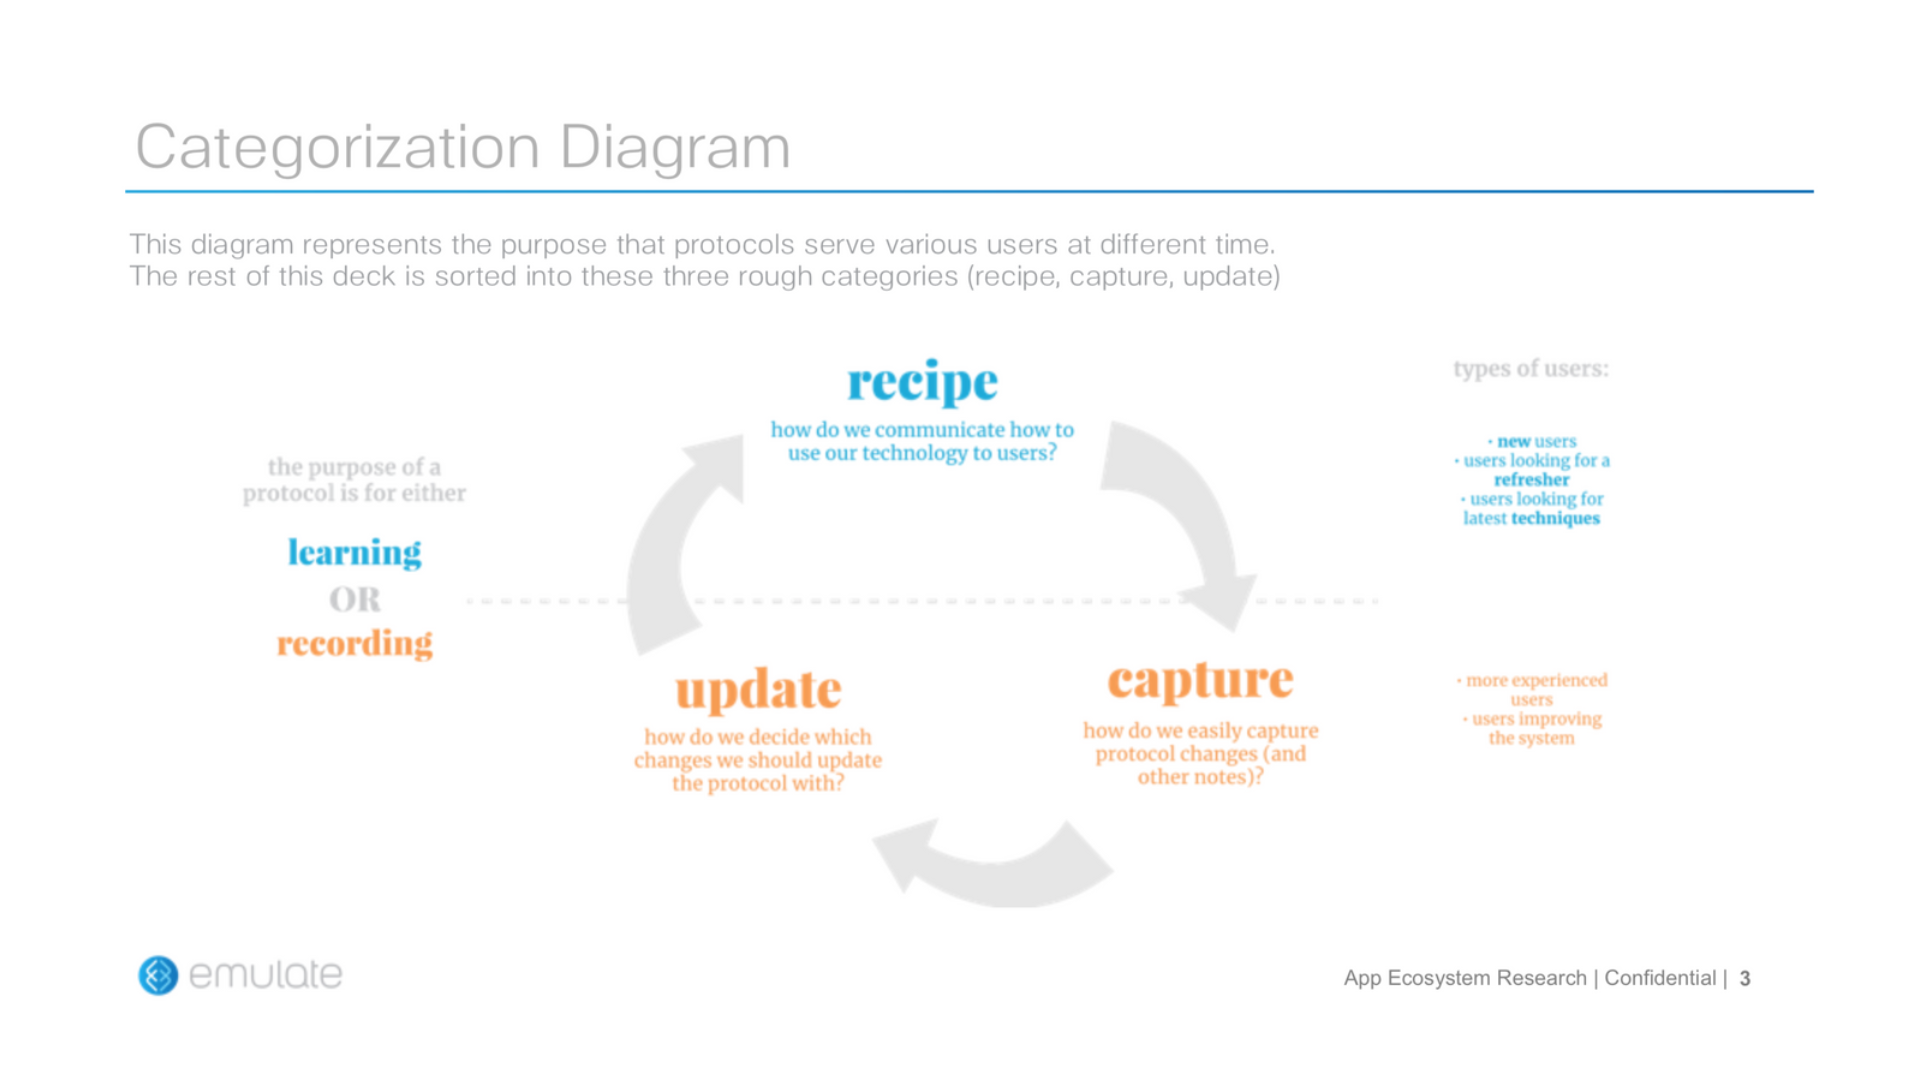 Categorization Diagram
This diagram represents the purpose that protocols serve various users at different time.
The rest of this deck is sorted into these three rough categories (recipe, capture, update)
the purpose of a
protocol is for either
learning
OR
recording
recipe
how do we communicate how to
use our technology to users?
update
how do we decide which
changes we should update
the protocol with?
capture
how do we easily capture
protocol changes (and
other notes)?
types of users:
• new users
• users looking for a
refresher
• users looking for
latest techniques
• more experienced
users
• users improving
the system
emulate
App Ecosystem Research | Confidential | 3